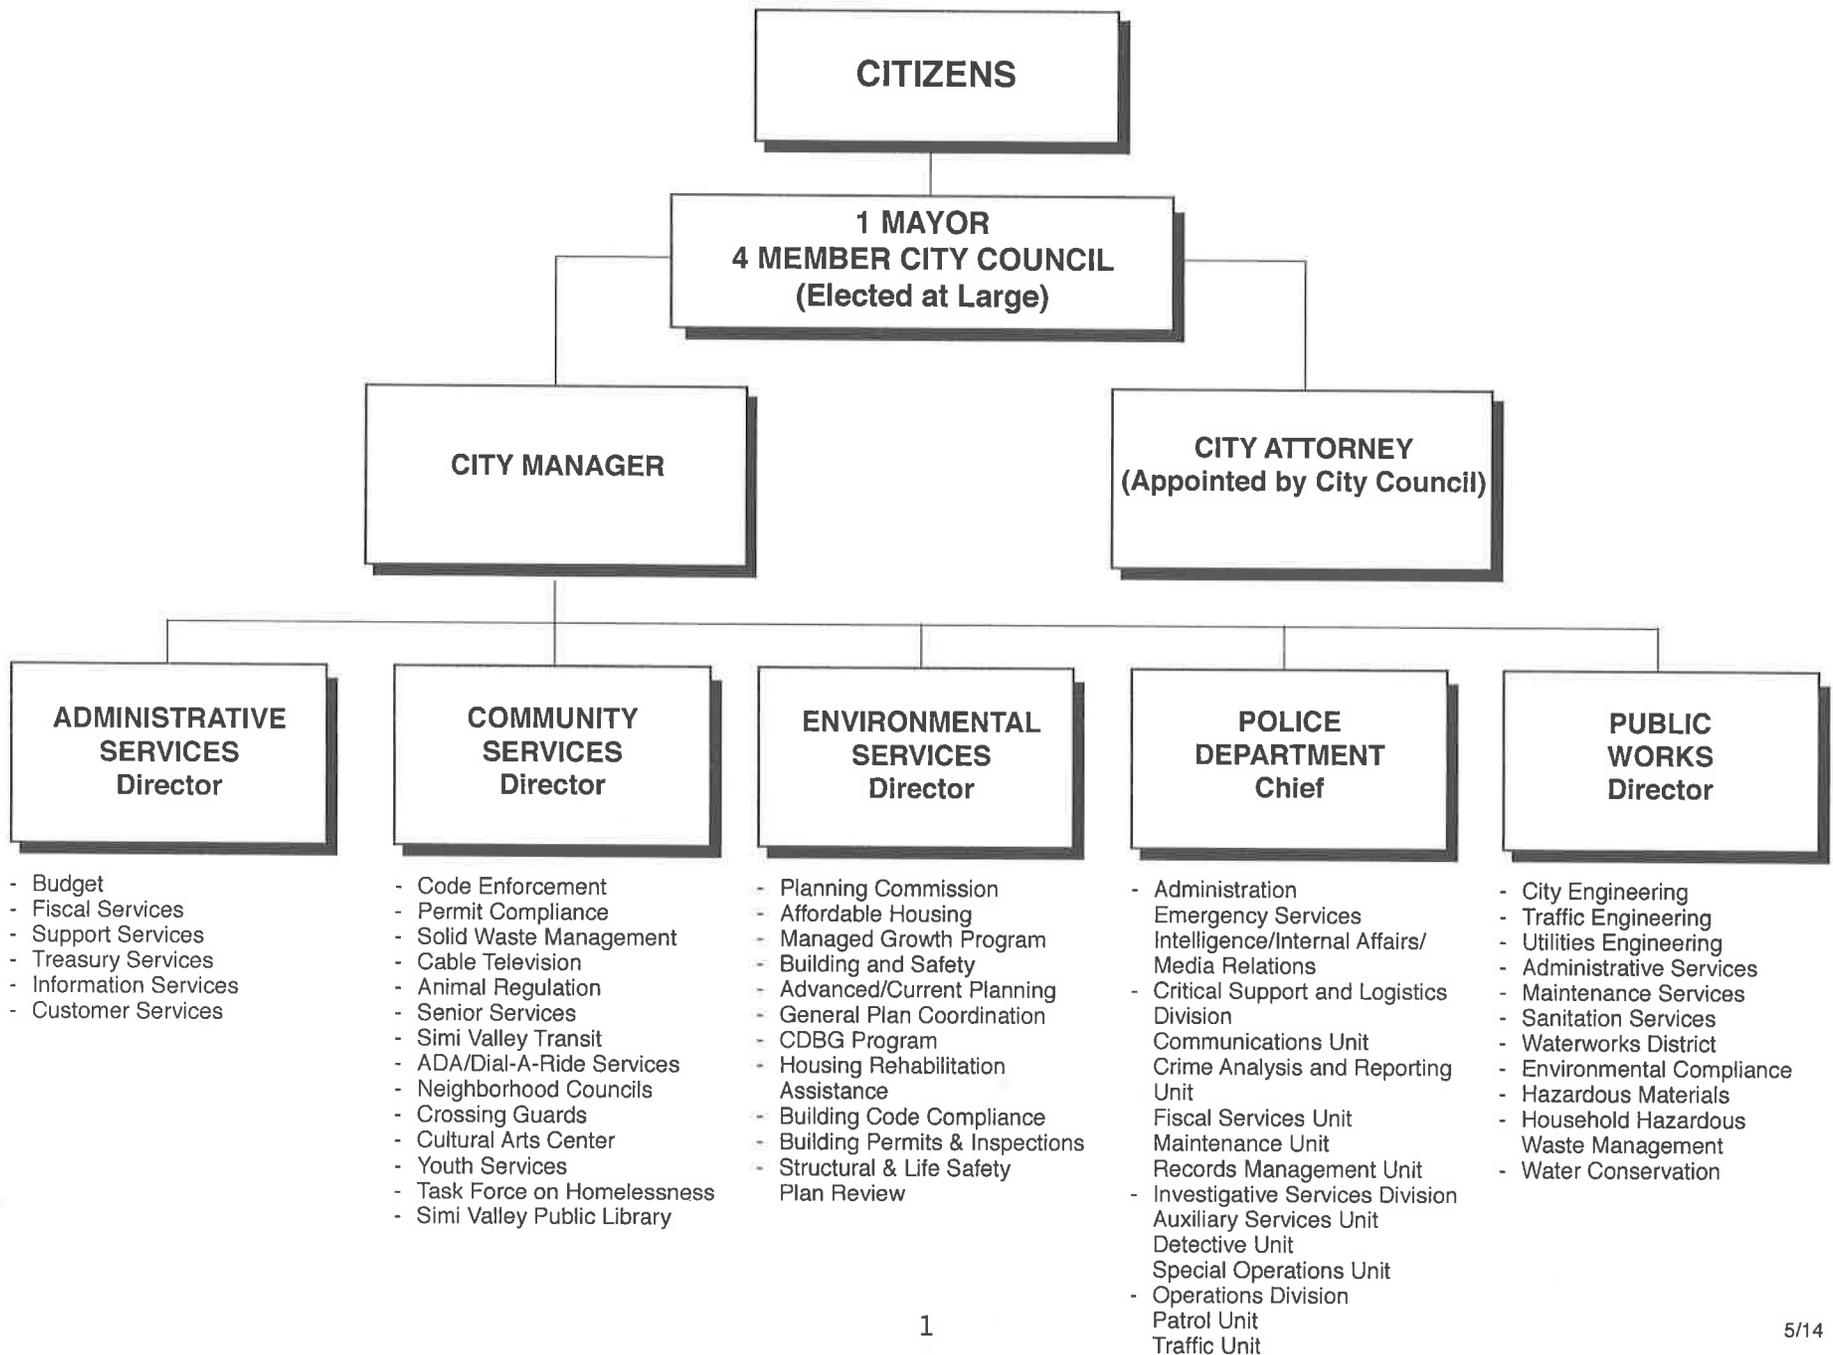 CITIZENS
1 MAYOR
4 MEMBER CITY COUNCIL
(Elected at Large)
CITY MANAGER
CITY ATTORNEY
(Appointed by City Council)
ADMINISTRATIVE
SERVICES
Director
COMMUNITY
SERVICES
Director
ENVIRONMENTAL
SERVICES
Director
POLICE
DEPARTMENT
Chief
PUBLIC
WORKS
Director
- Budget
- Fiscal Services
- Support Services
- Treasury Services
- Information Services
- Customer Services
- Code Enforcement
- Permit Compliance
- Solid Waste Management
- Cable Television
- Animal Regulation
- Senior Services
- Simi Valley Transit
- ADA/Dial-A-Ride Services
- Neighborhood Councils
- Crossing Guards
- Cultural Arts Center
- Youth Services
- Task Force on Homelessness
- Simi Valley Public Library
- Planning Commission
- Affordable Housing
- Managed Growth Program
- Building and Safety
- Advanced/Current Planning
- General Plan Coordination
- CDBG Program
- Housing Rehabilitation
Assistance
- Building Code Compliance
- Building Permits & Inspections
- Structural & Life Safety
Plan Review
- Administration
Emergency Services
Intelligence/Internal Affairs/
Media Relations
- Critical Support and Logistics
Division
Communications Unit
Crime Analysis and Reporting
Unit
Fiscal Services Unit
Maintenance Unit
Records Management Unit
- Investigative Services Division
Auxiliary Services Unit
Detective Unit
Special Operations Unit
- Operations Division
Patrol Unit
Traffic Unit
- City Engineering
- Traffic Engineering
- Utilities Engineering
- Administrative Services
- Maintenance Services
- Sanitation Services
- Waterworks District
- Environmental Compliance
- Hazardous Materials
- Household Hazardous
Waste Management
- Water Conservation
1
5/14